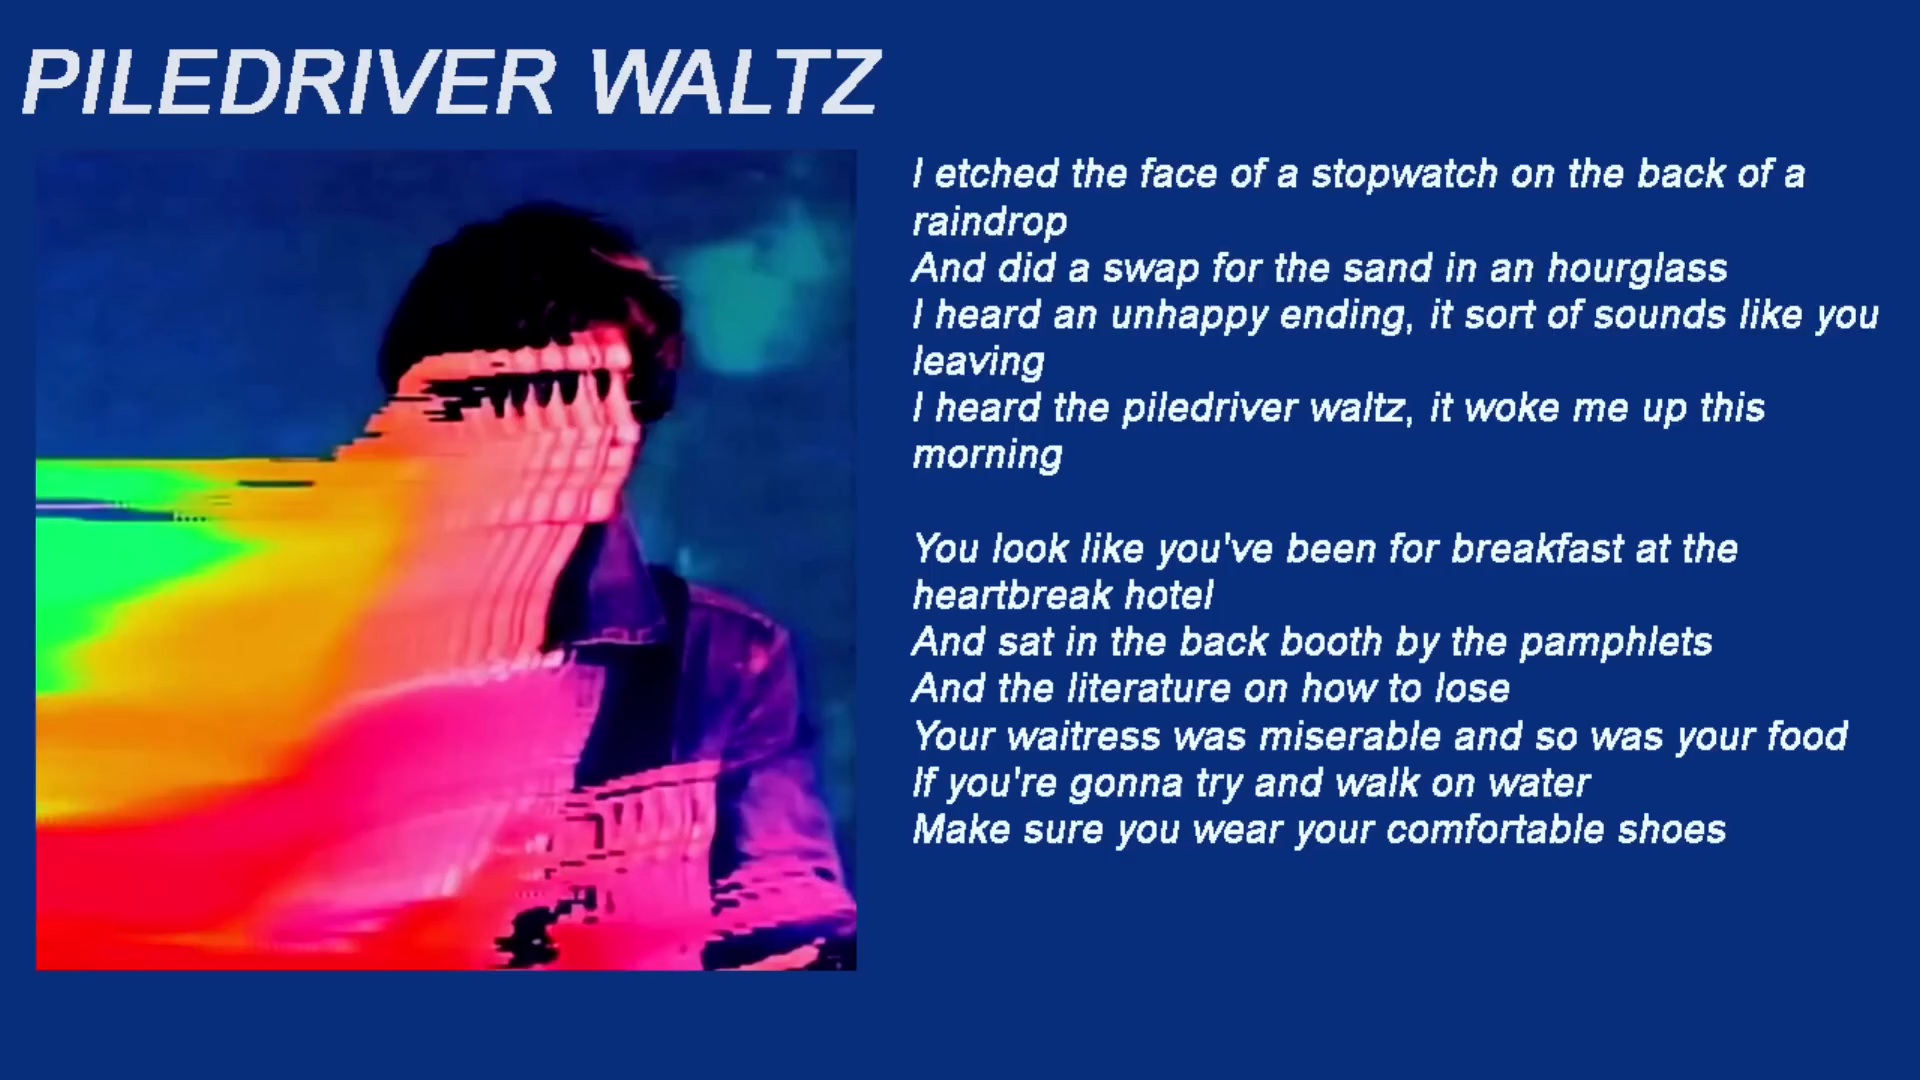 PILEDRIVER WALTZ
I etched the face of a stopwatch on the back of a
raindrop
And did a swap for the sand in an hourglass
I heard an unhappy ending, it sort of sounds like you
leaving
I heard the piledriver waltz, it woke me up this
morning
You look like you've been for breakfast at the
heartbreak hotel
And sat in the back booth by the pamphlets
And the literature on how to lose
Your waitress was miserable and so was your food
If you're gonna try and walk on water
Make sure you wear your comfortable shoes